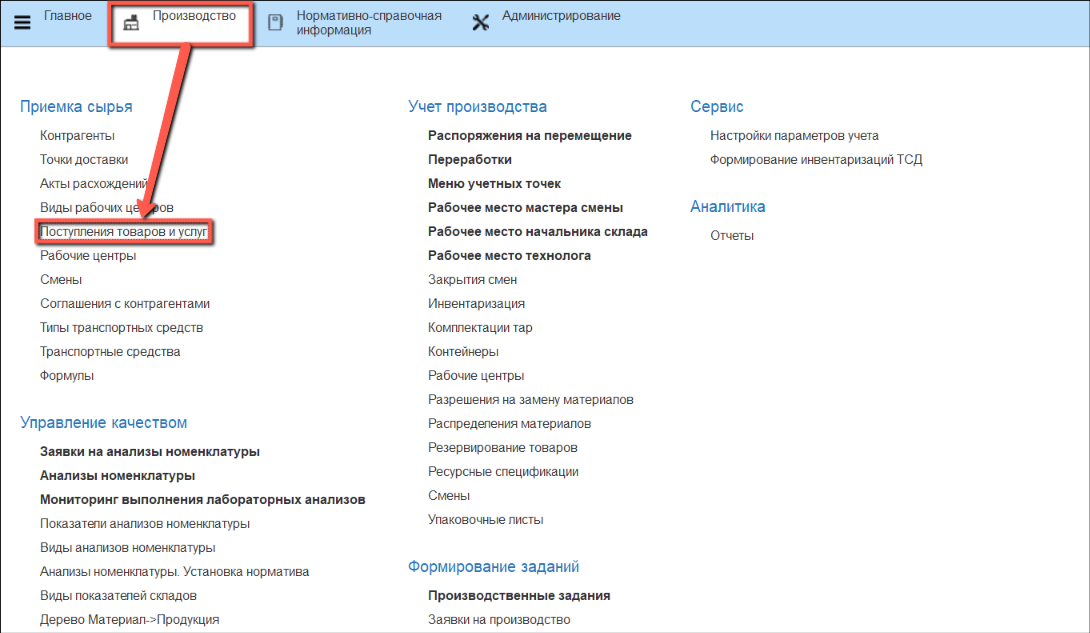 Главное
Производство
Нормативно-справочная
информация
Администрирование
Приемка сырья
Контрагенты
Точки доставки
Акты расхождений
Виды рабочих центров
Поступления товаров и услуг
Рабочие центры
Смены
Соглашения с контрагентами
Типы транспортных средств
Транспортные средства
Формулы
Управление качеством
Заявки на анализы номенклатуры
Анализы номенклатуры
Мониторинг выполнения лабораторных анализов
Показатели анализов номенклатуры
Виды анализов номенклатуры
Анализы номенклатуры. Установка норматива
Виды показателей складов
Дерево Материал->Продукция
Учет производства
Распоряжения на перемещение
Переработки
Меню учетных точек
Рабочее место мастера смены
Рабочее место начальника склада
Рабочее место технолога
Закрытия смен
Инвентаризация
Комплектации тар
Контейнеры
Рабочие центры
Разрешения на замену материалов
Распределения материалов
Резервирование товаров
Ресурсные спецификации
Смены
Упаковочные листы
Формирование заданий
Производственные задания
Заявки на производство
Сервис
Настройки параметров учета
Формирование инвентаризаций ТСД
Аналитика
Отчеты